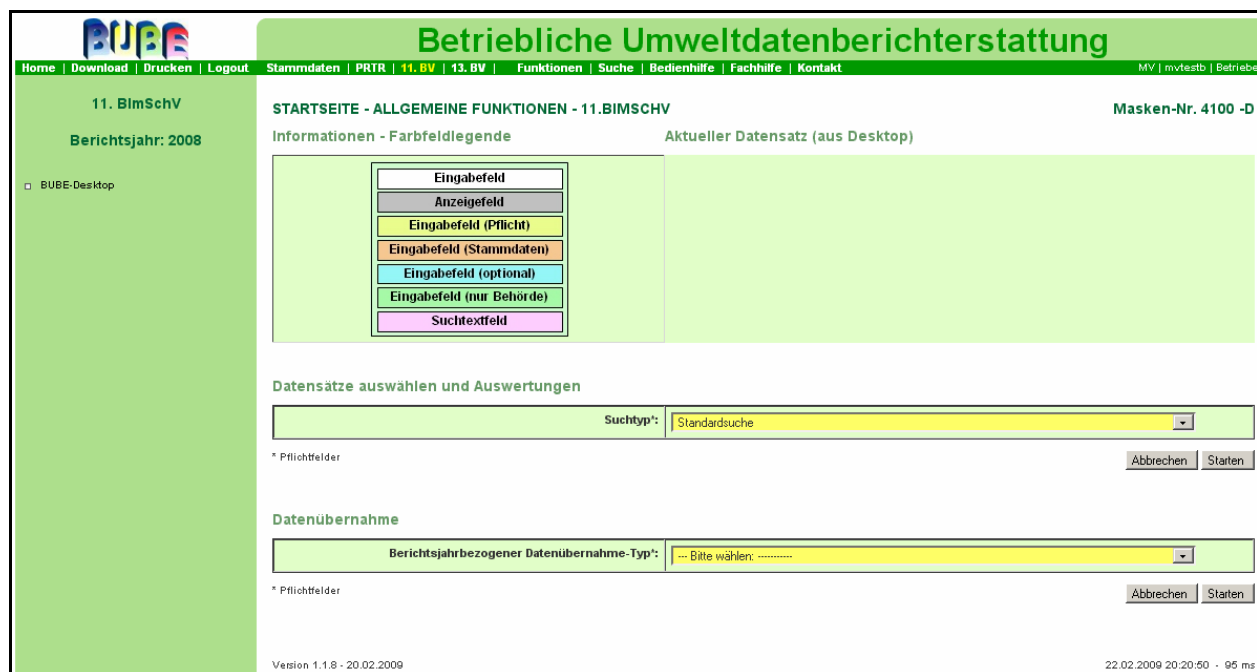 BUBE
Betriebliche Umweltdatenberichterstattung
Home | Download | Drucken | Logout Stammdaten | PRTR | 11. BV | 13. BV | Funktionen | Suche | Bedienhilfe | Fachhilfe | Kontakt MV | mvtestb | Betriebe
11. BImSchV
Berichtsjahr: 2008
BUBE-Desktop
STARTSEITE - ALLGEMEINE FUNKTIONEN - 11.BIMSCHV Masken-Nr. 4100 -D
Informationen - Farbfeldlegende Aktueller Datensatz (aus Desktop)
Eingabefeld
Anzeigefeld
Eingabefeld (Pflicht)
Eingabefeld (Stammdaten)
Eingabefeld (optional)
Eingabefeld (nur Behörde)
Suchtextfeld
Datensätze auswählen und Auswertungen
Suchtyp*: Standardsuche
* Pflichtfelder Abbrechen Starten
Datenübernahme
Berichtsjahrbezogener Datenübernahme-Typ*: --- Bitte wählen: -----------
* Pflichtfelder Abbrechen Starten
Version 1.1.8 - 20.02.2009 22.02.2009 20:20:50 - 95 ms